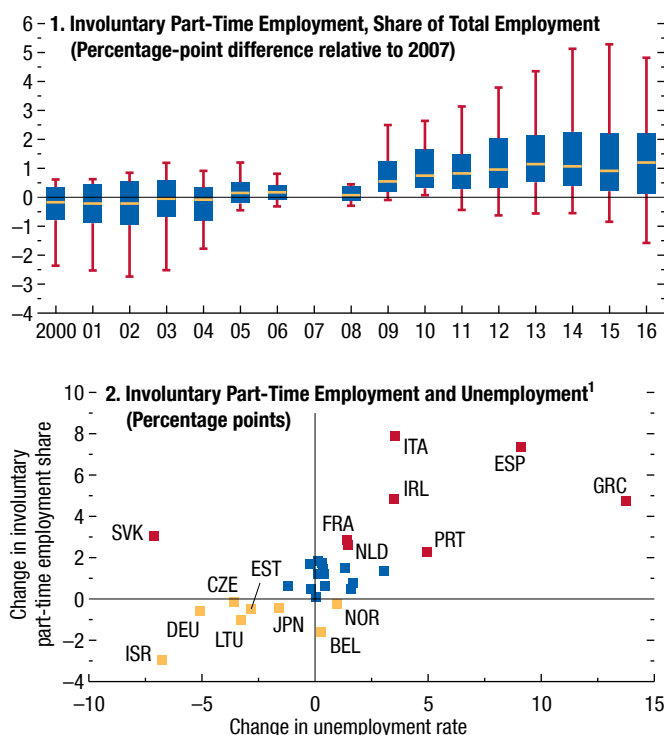 1. Involuntary Part-Time Employment, Share of Total Employment
(Percentage-point difference relative to 2007)
6
5
4
3
2
1
0
–1
–2
–3
–4
2000 01 02 03 04 05 06 07 08 09 10 11 12 13 14 15 16
2. Involuntary Part-Time Employment and Unemployment1
(Percentage points)
Change in involuntary
part-time employment share
10
8
6
4
2
0
–2
–4
ITA
ESP
IRL
GRC
FRA
SVK
NLD
PRT
EST
CZE
NOR
DEU
LTU
JPN
BEL
ISR
–10 –5 0 5 10 15
Change in unemployment rate